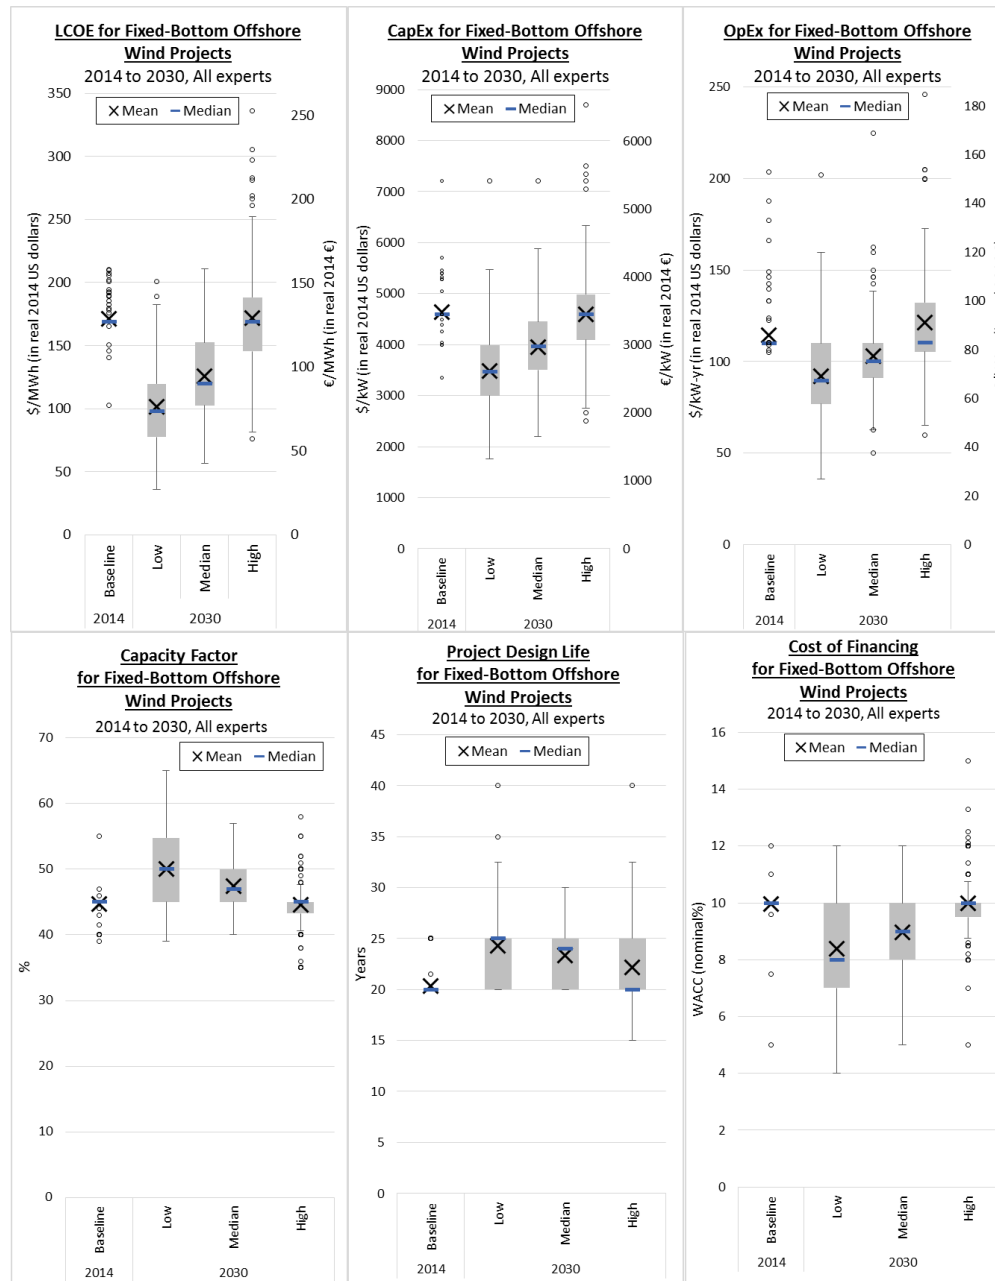 LCOE for Fixed-Bottom Offshore
Wind Projects
2014 to 2030, All experts
Mean Median
350
300
250
200
150
100
50
0
$/MWh (in real 2014 US dollars)
250
200
150
100
50
0
€/MWh (in real 2014 €)
Baseline
Low
Median
High
2014
2030
CapEx for Fixed-Bottom Offshore
Wind Projects
2014 to 2030, All experts
Mean Median
9000
8000
7000
6000
5000
4000
3000
2000
1000
0
$/kW (in real 2014 US dollars)
6000
5000
4000
3000
2000
1000
0
€/kW (in real 2014 €)
Baseline
Low
Median
High
2014
2030
OpEx for Fixed-Bottom Offshore
Wind Projects
2014 to 2030, All experts
Mean Median
250
200
150
100
50
0
$/kW-yr (in real 2014 US dollars)
180
160
140
120
100
80
60
40
20
0
Baseline
Low
Median
High
2014
2030
Capacity Factor
for Fixed-Bottom Offshore
Wind Projects
2014 to 2030, All experts
Mean Median
70
60
50
40
30
20
10
0
%
Baseline
Low
Median
High
2014
2030
Project Design Life
for Fixed-Bottom Offshore
Wind Projects
2014 to 2030, All experts
Mean Median
45
40
35
30
25
20
15
10
5
0
Years
Baseline
Low
Median
High
2014
2030
Cost of Financing
for Fixed-Bottom Offshore
Wind Projects
2014 to 2030, All experts
Mean Median
16
14
12
10
8
6
4
2
0
WACC (nominal%)
Baseline
Low
Median
High
2014
2030